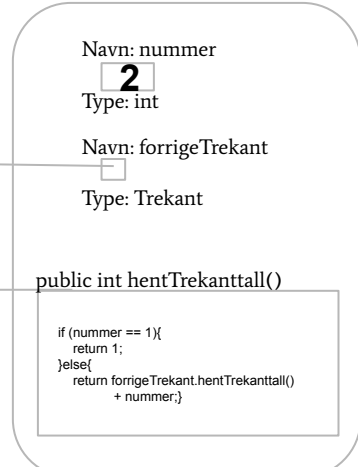 Navn: nummer
2
Type: int
Navn: forrigeTrekant
Type: Trekant
public int hentTrekanttall()
if (nummer == 1){
return 1;
}else{
return forrigeTrekant.hentTrekanttall()
+ nummer;}